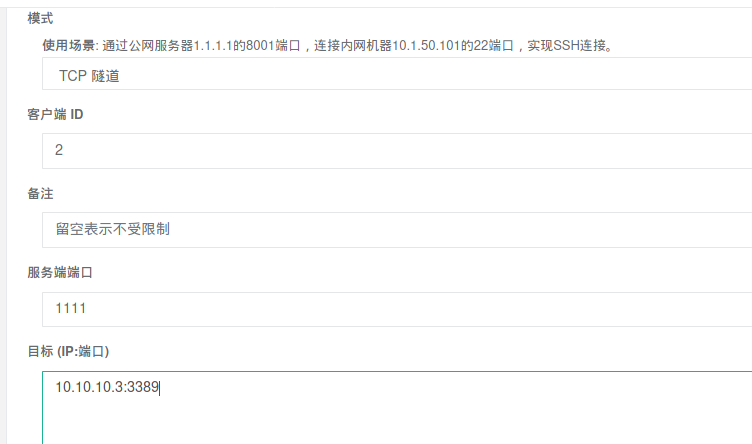 模式
使用场景: 通过公网服务器1.1.1.1的8001端口，连接内网机器10.1.50.101的22端口，实现SSH连接。
TCP 隧道
客户端 ID
2
备注
留空表示不受限制
服务端端口
1111
目标 (IP:端口)
10.10.10.3:3389